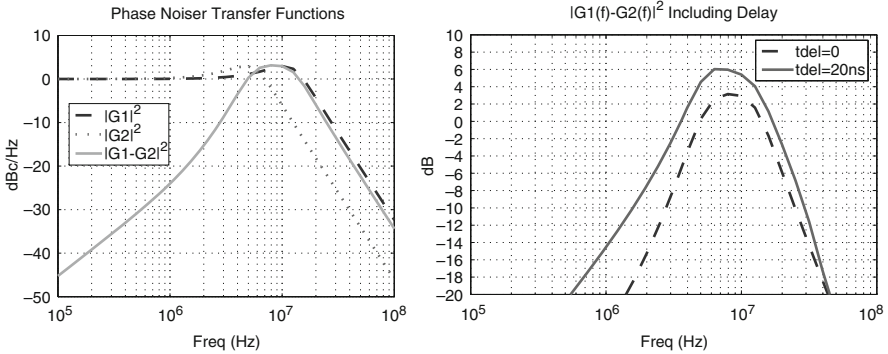 Phase Noiser Transfer Functions
10
0
−10
−20
−30
−40
−50
dBc/Hz
|G1|²
|G2|²
|G1-G2|²
10⁵
10⁶
10⁷
10⁸
Freq (Hz)
|G1(f)-G2(f)|² Including Delay
10
8
6
4
2
0
−2
−4
−6
−8
−10
−12
−14
−16
−18
−20
dB
tdel=0
tdel=20ns
10⁵
10⁶
10⁷
10⁸
Freq (Hz)